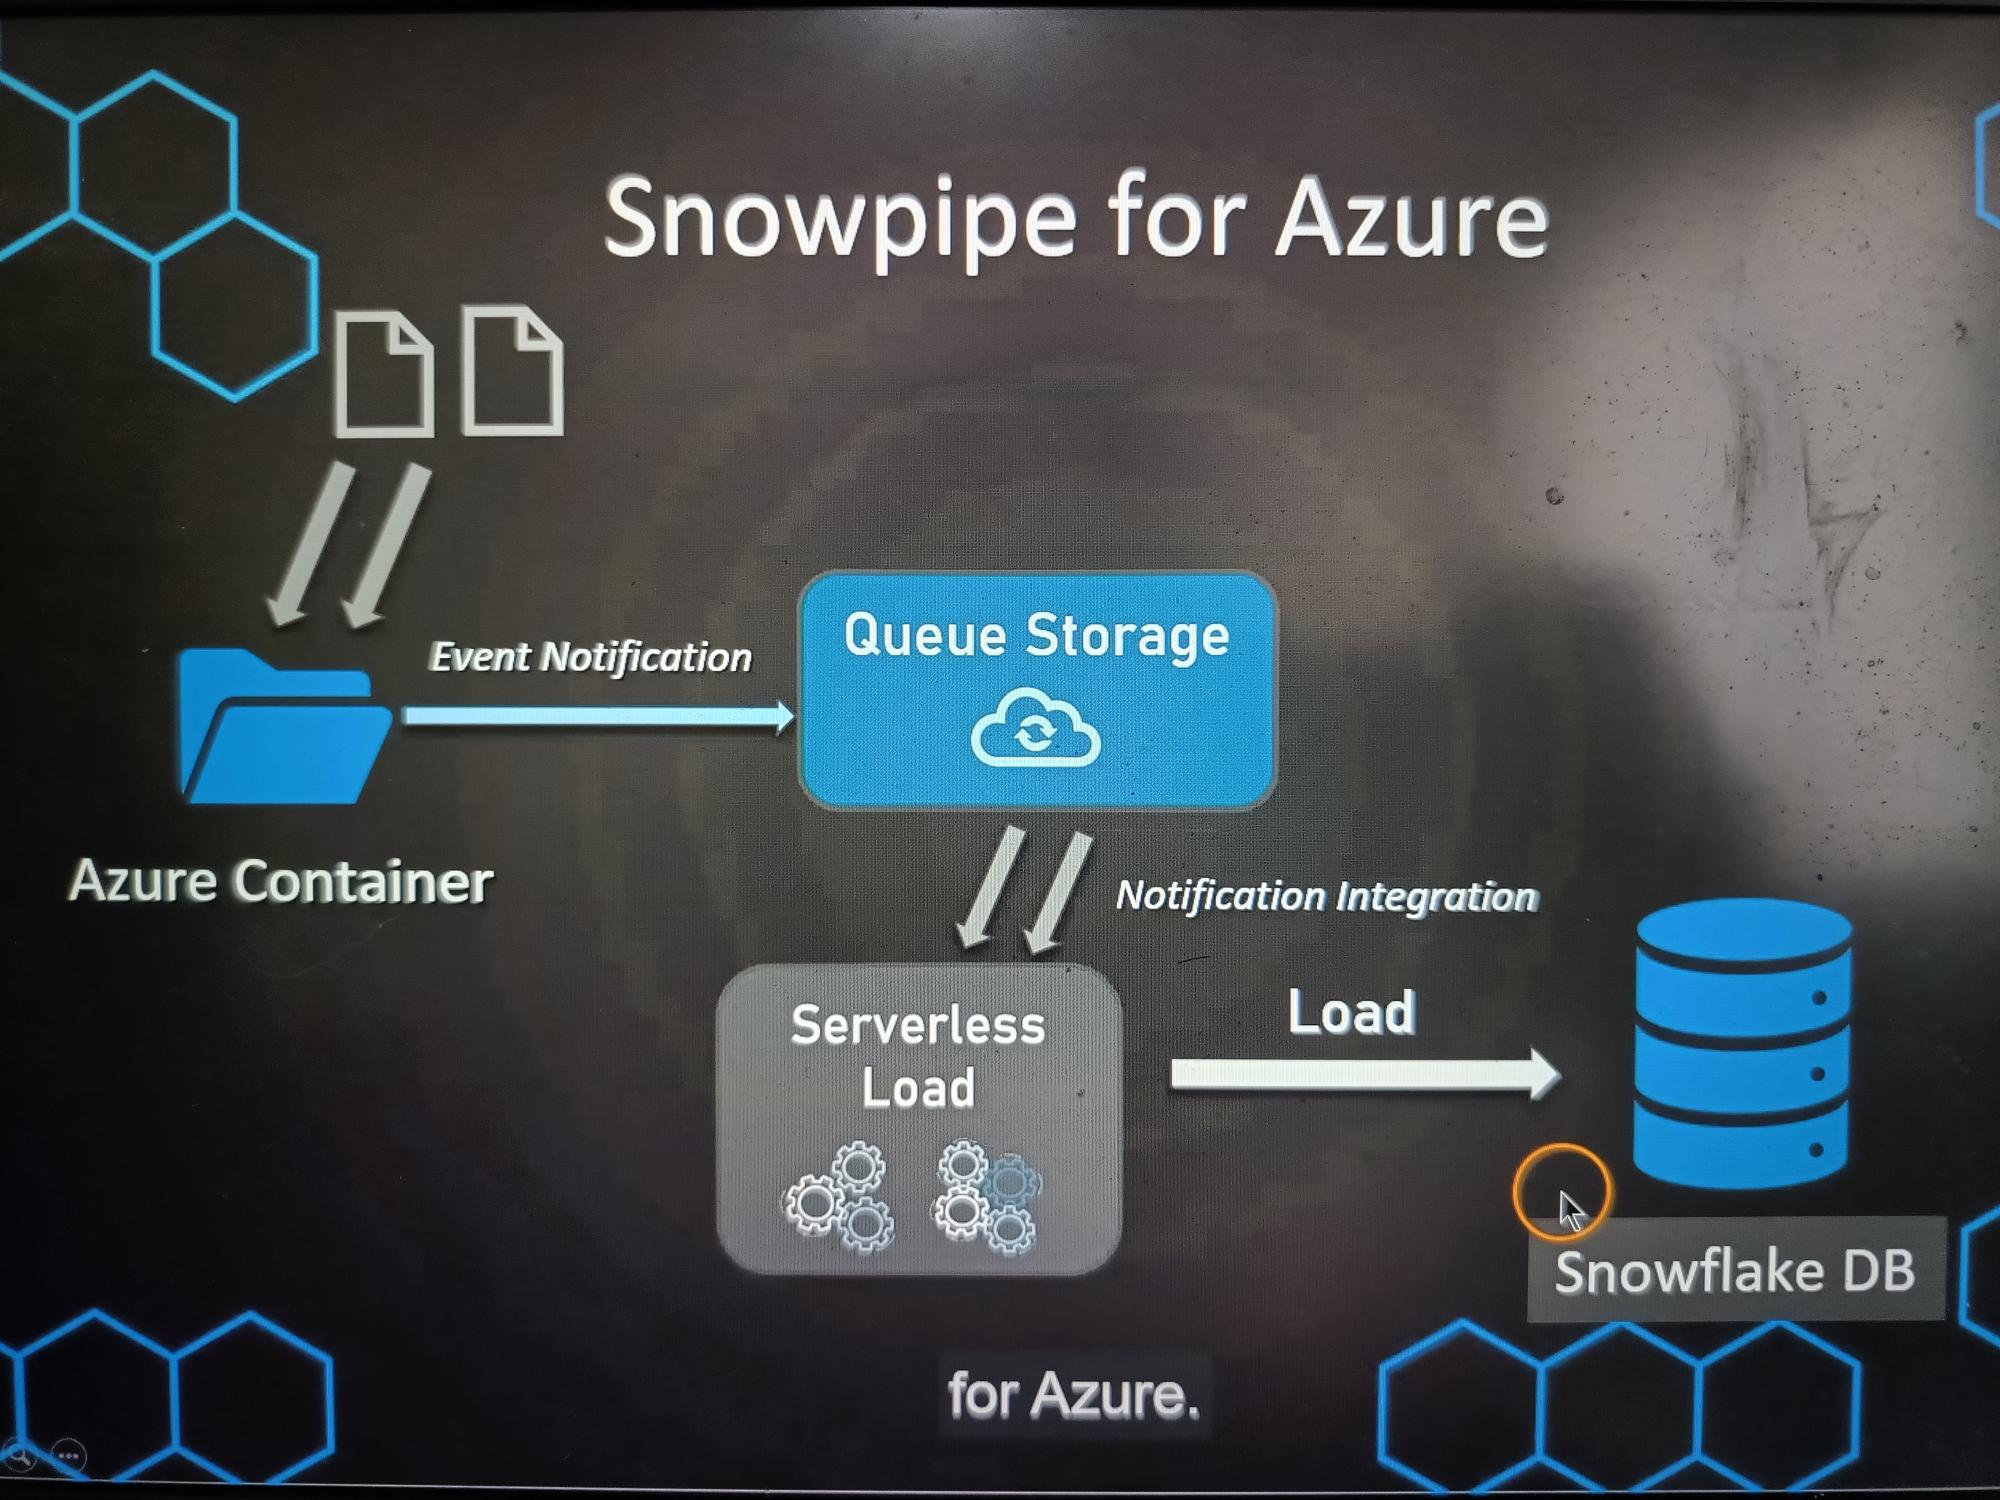 Snowpipe for Azure
Event Notification
Queue Storage
Azure Container
Notification Integration
Serverless
Load
Load
Snowflake DB
for Azure.